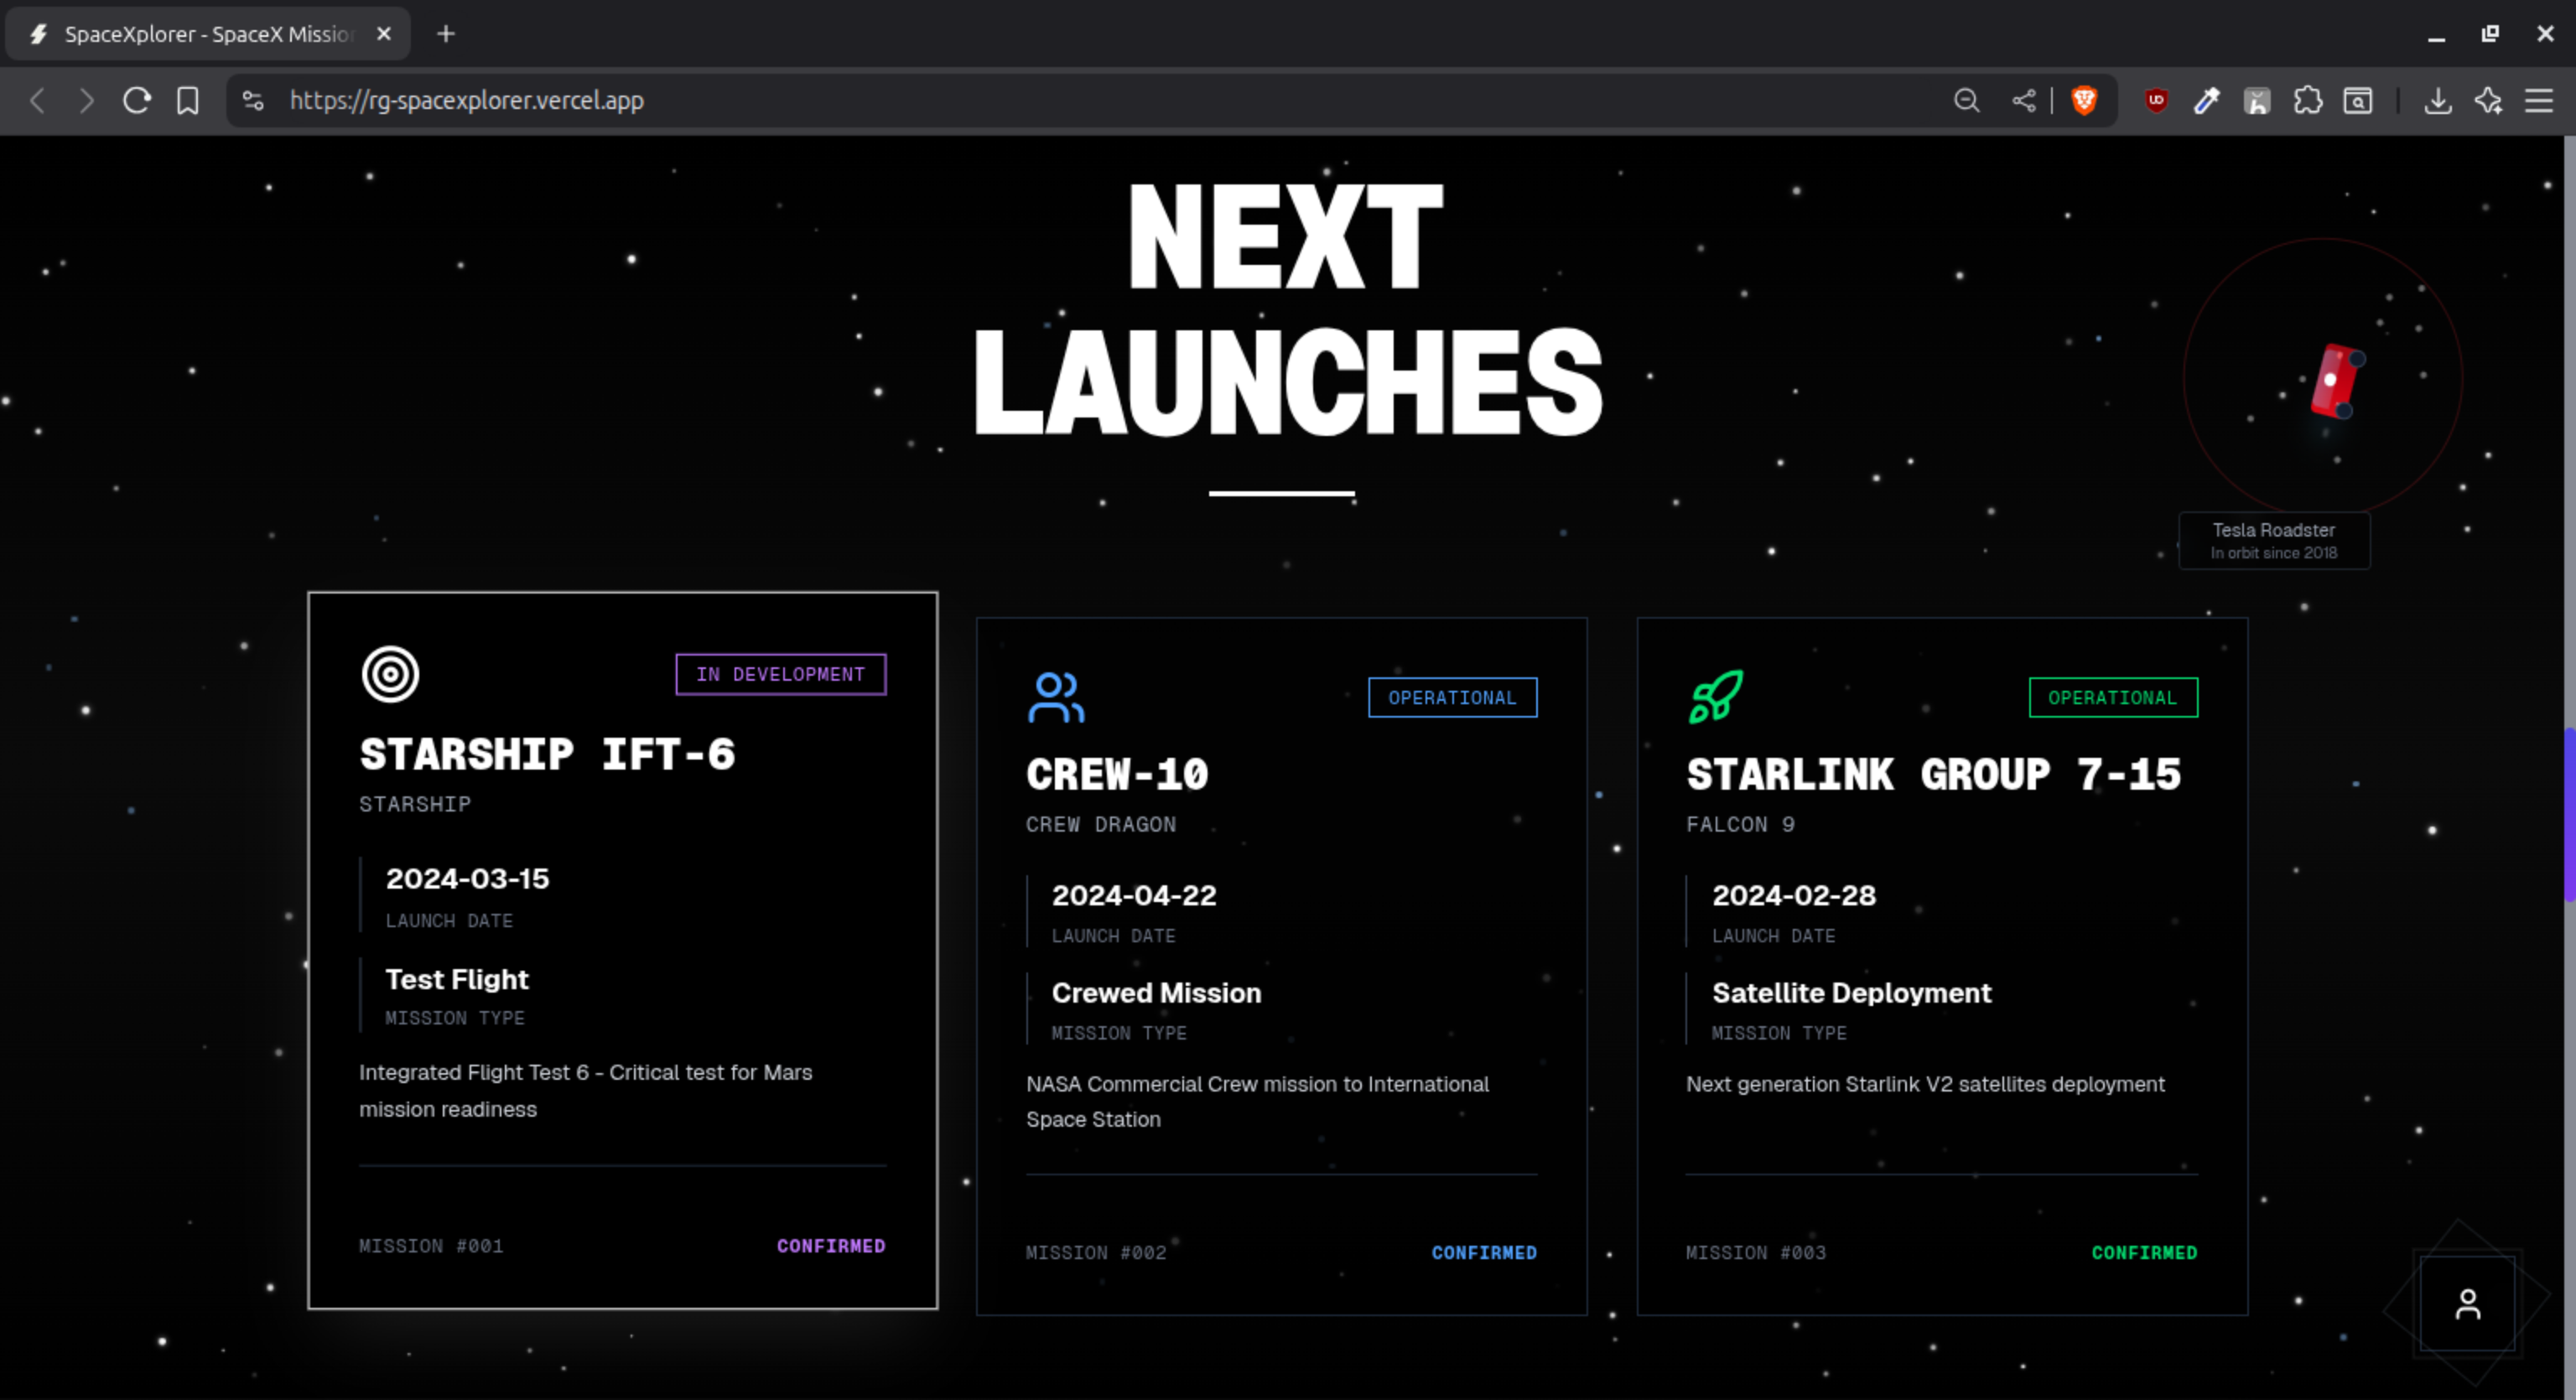 SpaceXplorer - SpaceX Missio
https://rg-spacexplorer.vercel.app
NEXT
LAUNCHES
Tesla Roadster
In orbit since 2018
IN DEVELOPMENT
STARSHIP IFT-6
STARSHIP
2024-03-15
LAUNCH DATE
Test Flight
MISSION TYPE
Integrated Flight Test 6 - Critical test for Mars
mission readiness
MISSION #001
CONFIRMED
OPERATIONAL
CREW-10
CREW DRAGON
2024-04-22
LAUNCH DATE
Crewed Mission
MISSION TYPE
NASA Commercial Crew mission to International
Space Station
MISSION #002
CONFIRMED
OPERATIONAL
STARLINK GROUP 7-15
FALCON 9
2024-02-28
LAUNCH DATE
Satellite Deployment
MISSION TYPE
Next generation Starlink V2 satellites deployment
MISSION #003
CONFIRMED